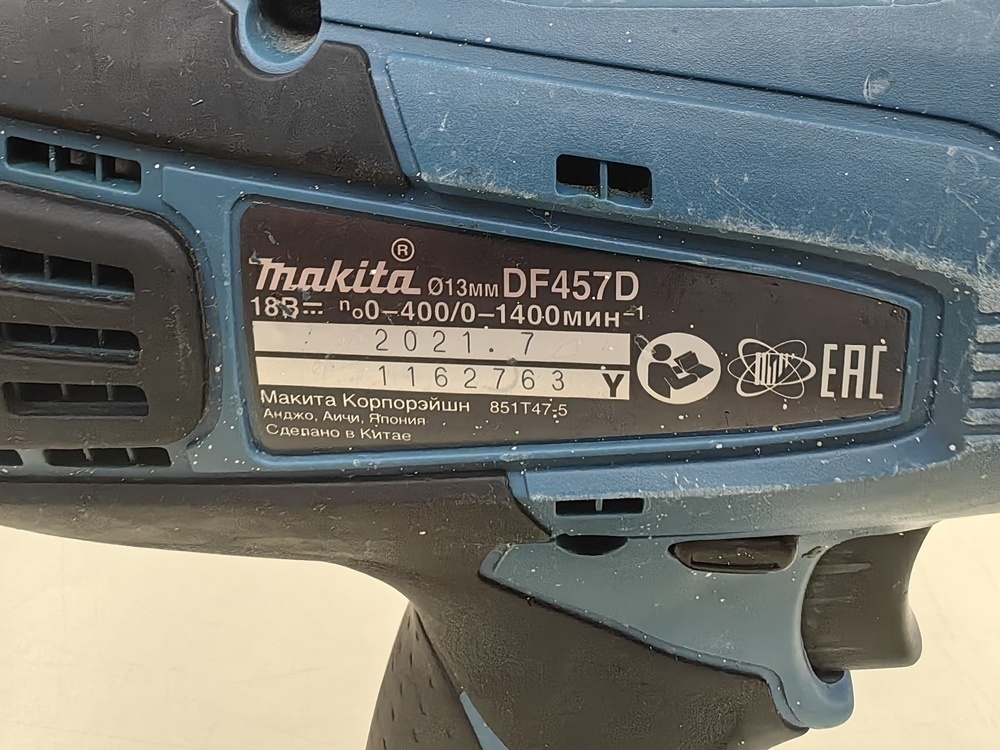 makita® Ø13мм DF457D
18В⎓ n₀0-400/0-1400мин⁻¹
2021.7
1162763 Y
Макита Корпорэйшн 851T47-5
Анджо, Аичи, Япония
Сделано в Китае
EAC